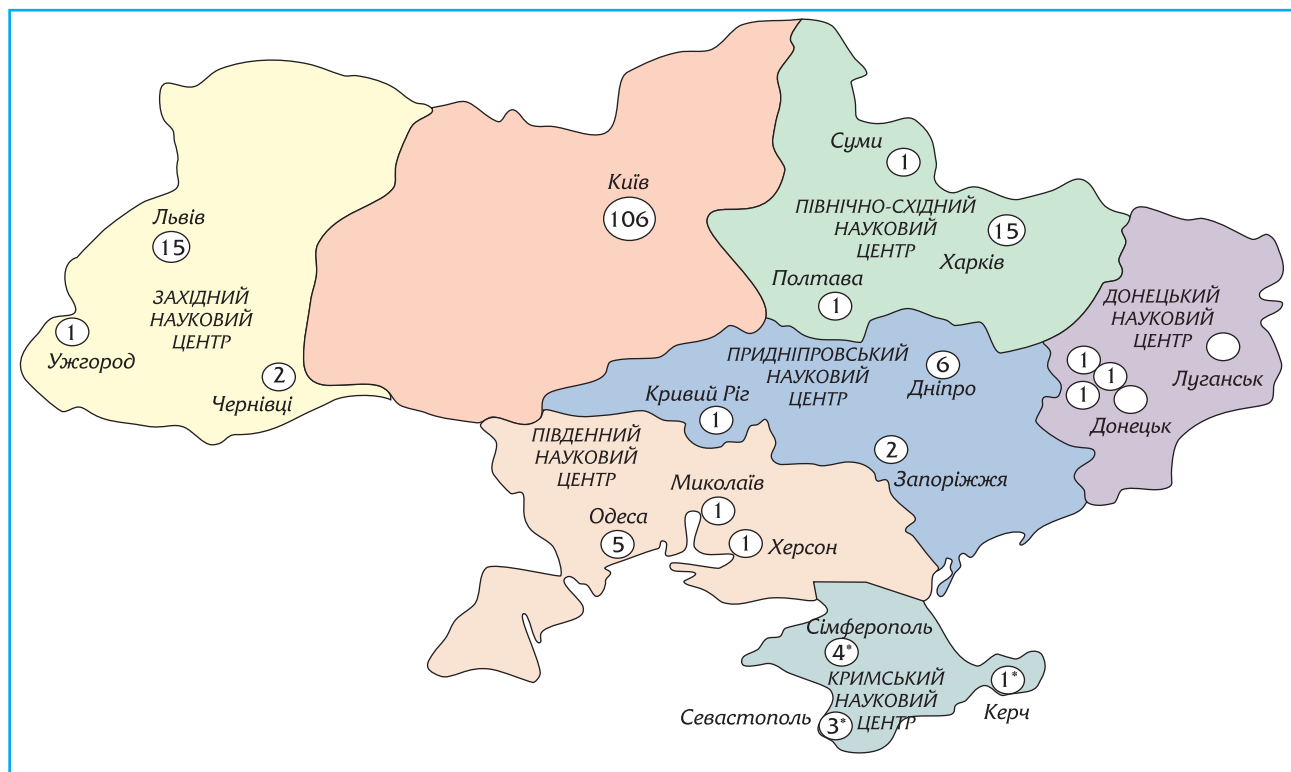 Суми
1
Київ
106
ПІВНІЧНО-СХІДНИЙ
НАУКОВИЙ
ЦЕНТР
15
Харків
Полтава
1
Львів
15
ЗАХІДНИЙ
НАУКОВИЙ
ЦЕНТР
1
Ужгород
2
Чернівці
ДОНЕЦЬКИЙ
НАУКОВИЙ
ЦЕНТР
1
1
1
Луганськ
Донецьк
ПРИДНІПРОВСЬКИЙ
НАУКОВИЙ
ЦЕНТР
6
Дніпро
Кривий Ріг
1
2
Запоріжжя
ПІВДЕННИЙ
НАУКОВИЙ
ЦЕНТР
Миколаїв
1
Одеса
5
1
Херсон
Сімферополь
4*
КРИМСЬКИЙ
НАУКОВИЙ
ЦЕНТР
1*
Керч
Севастополь
3*